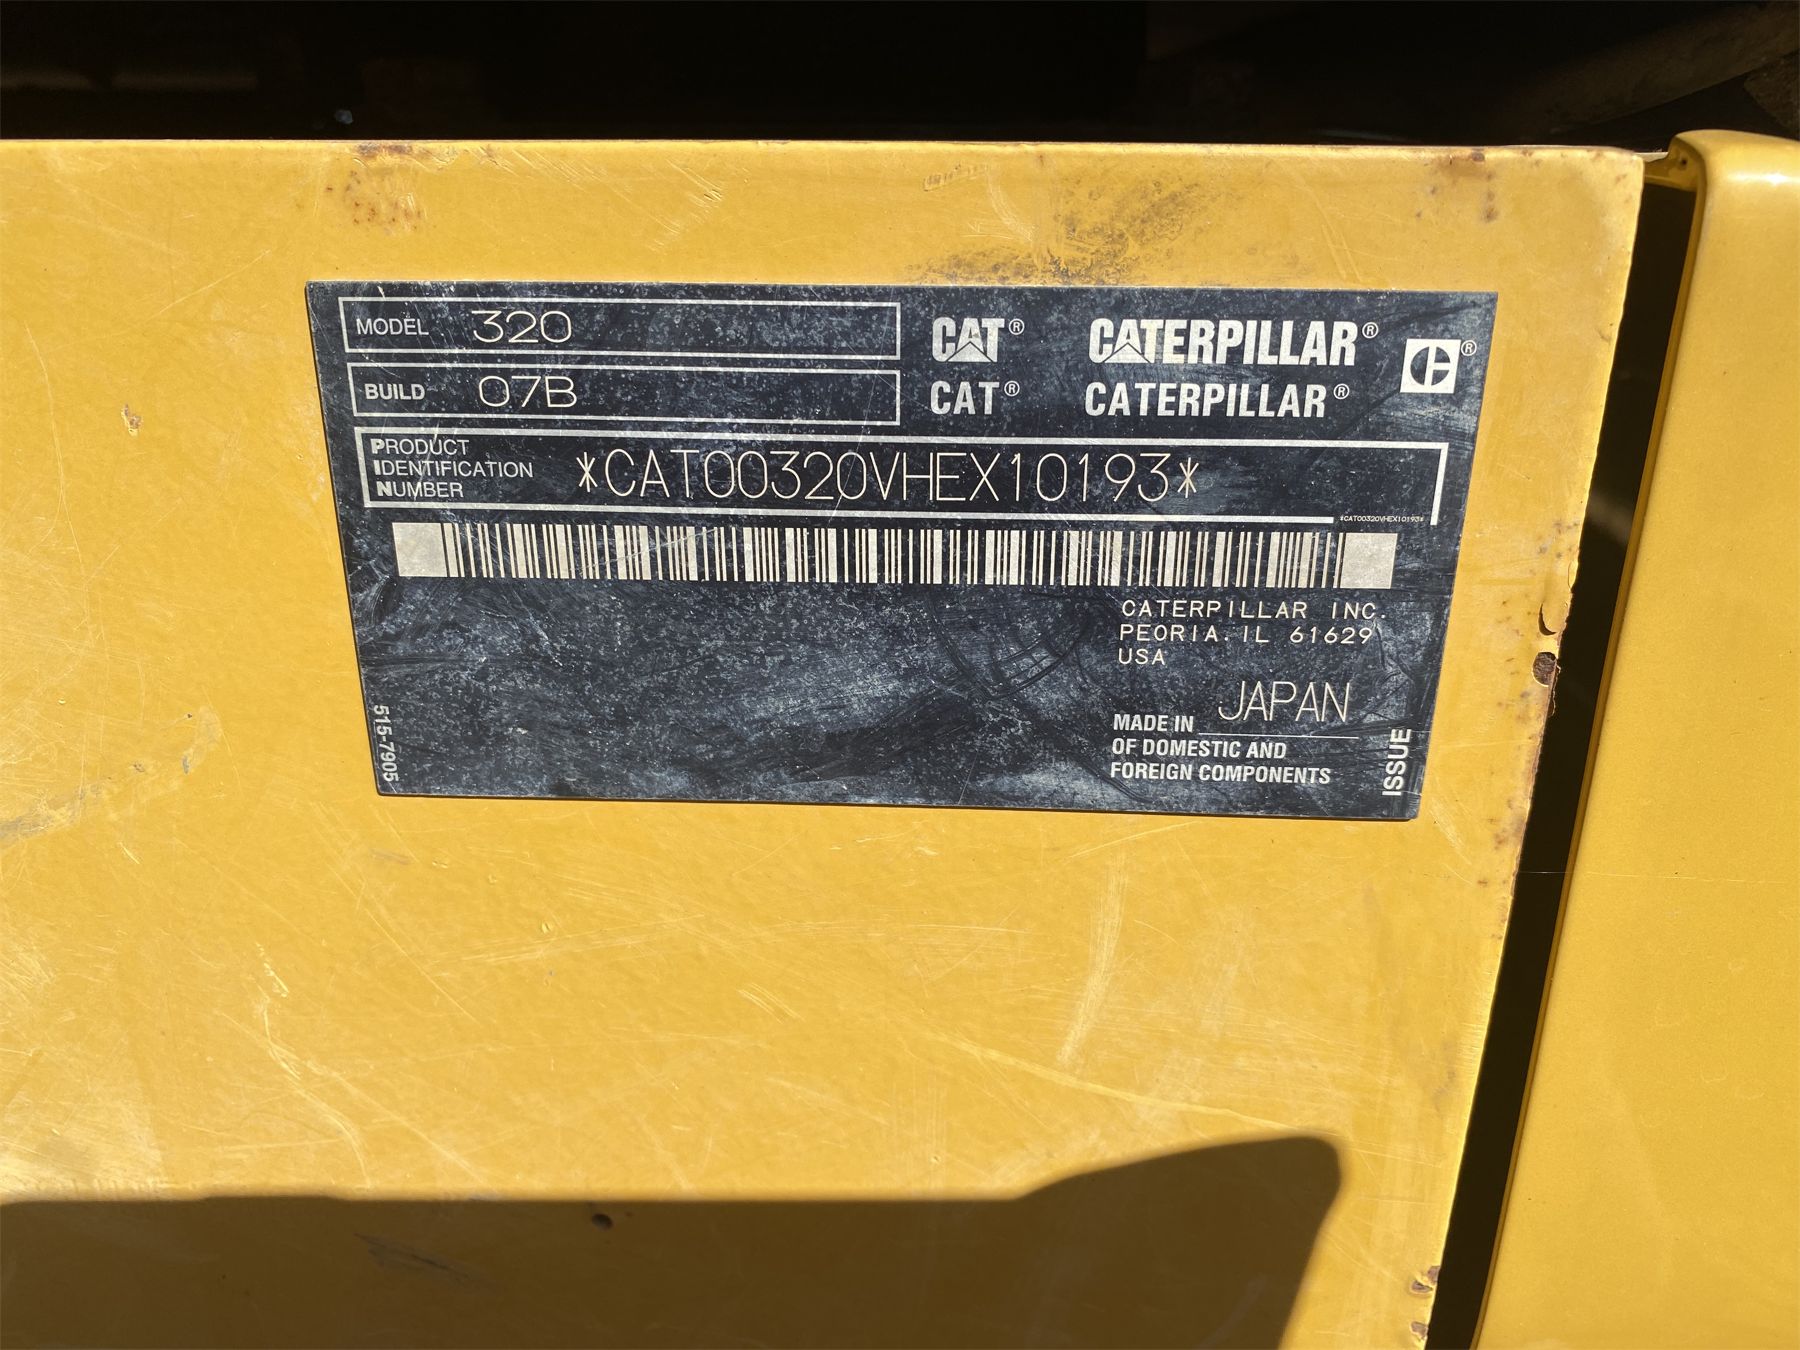 MODEL 320
BUILD 07B
CAT® CATERPILLAR®
CAT® CATERPILLAR®
®
PRODUCT
IDENTIFICATION
NUMBER
*CAT00320VHEX10193*
*CAT00320VHEX10193*
CATERPILLAR INC.
PEORIA. IL 61629
USA
MADE IN JAPAN
OF DOMESTIC AND
FOREIGN COMPONENTS
515-7905
ISSUE